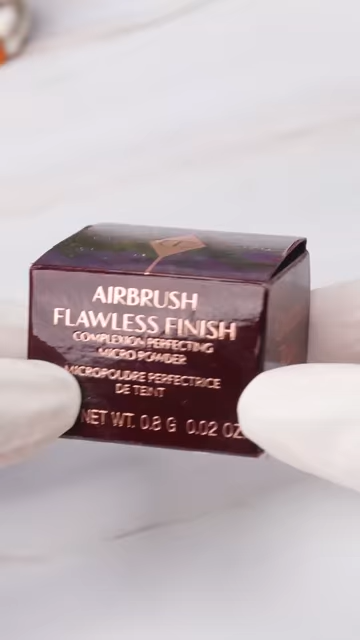 AIRBRUSH
FLAWLESS FINISH
COMPLEXION PERFECTING
MICRO POWDER
MICROPOUDRE PERFECTRICE
DE TEINT
NET WT. 0.8 G 0.02 OZ.